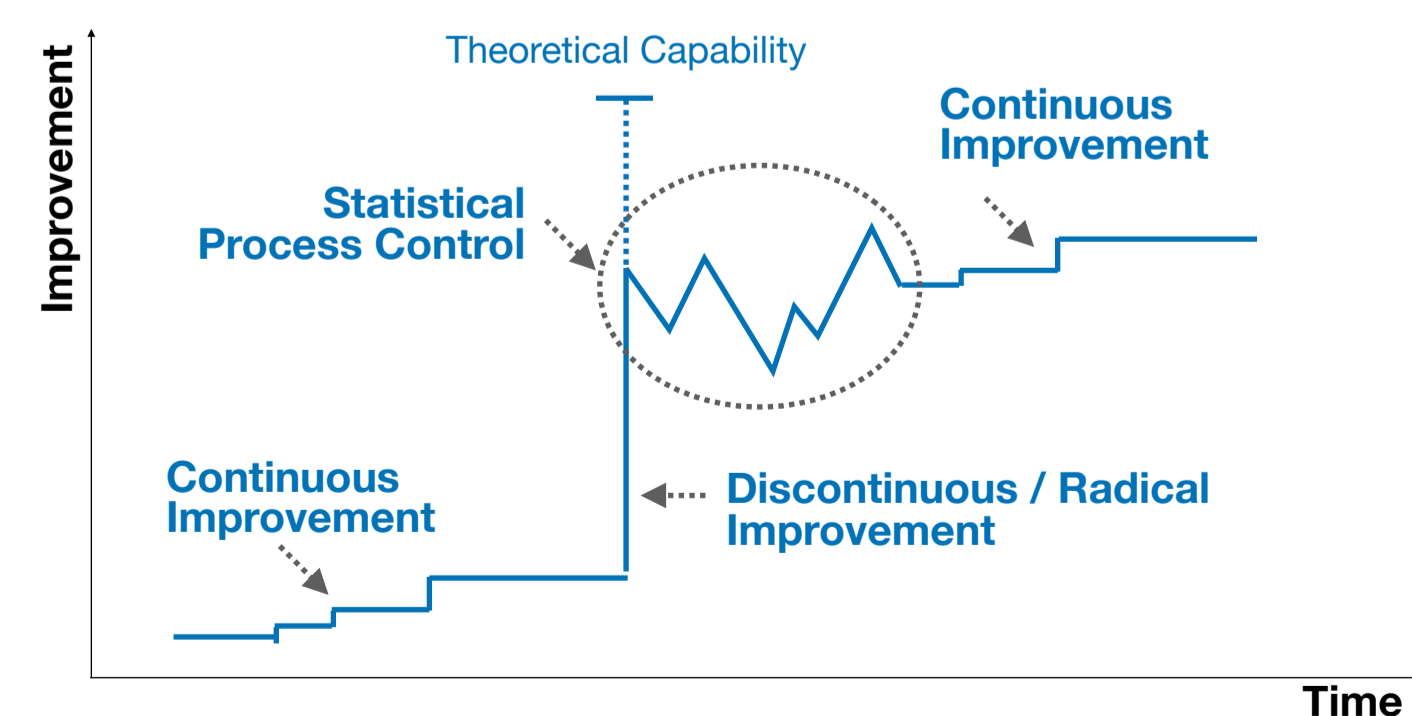 Improvement
Theoretical Capability
Continuous
Improvement
Statistical
Process Control
Continuous
Improvement
Discontinuous / Radical
Improvement
Time